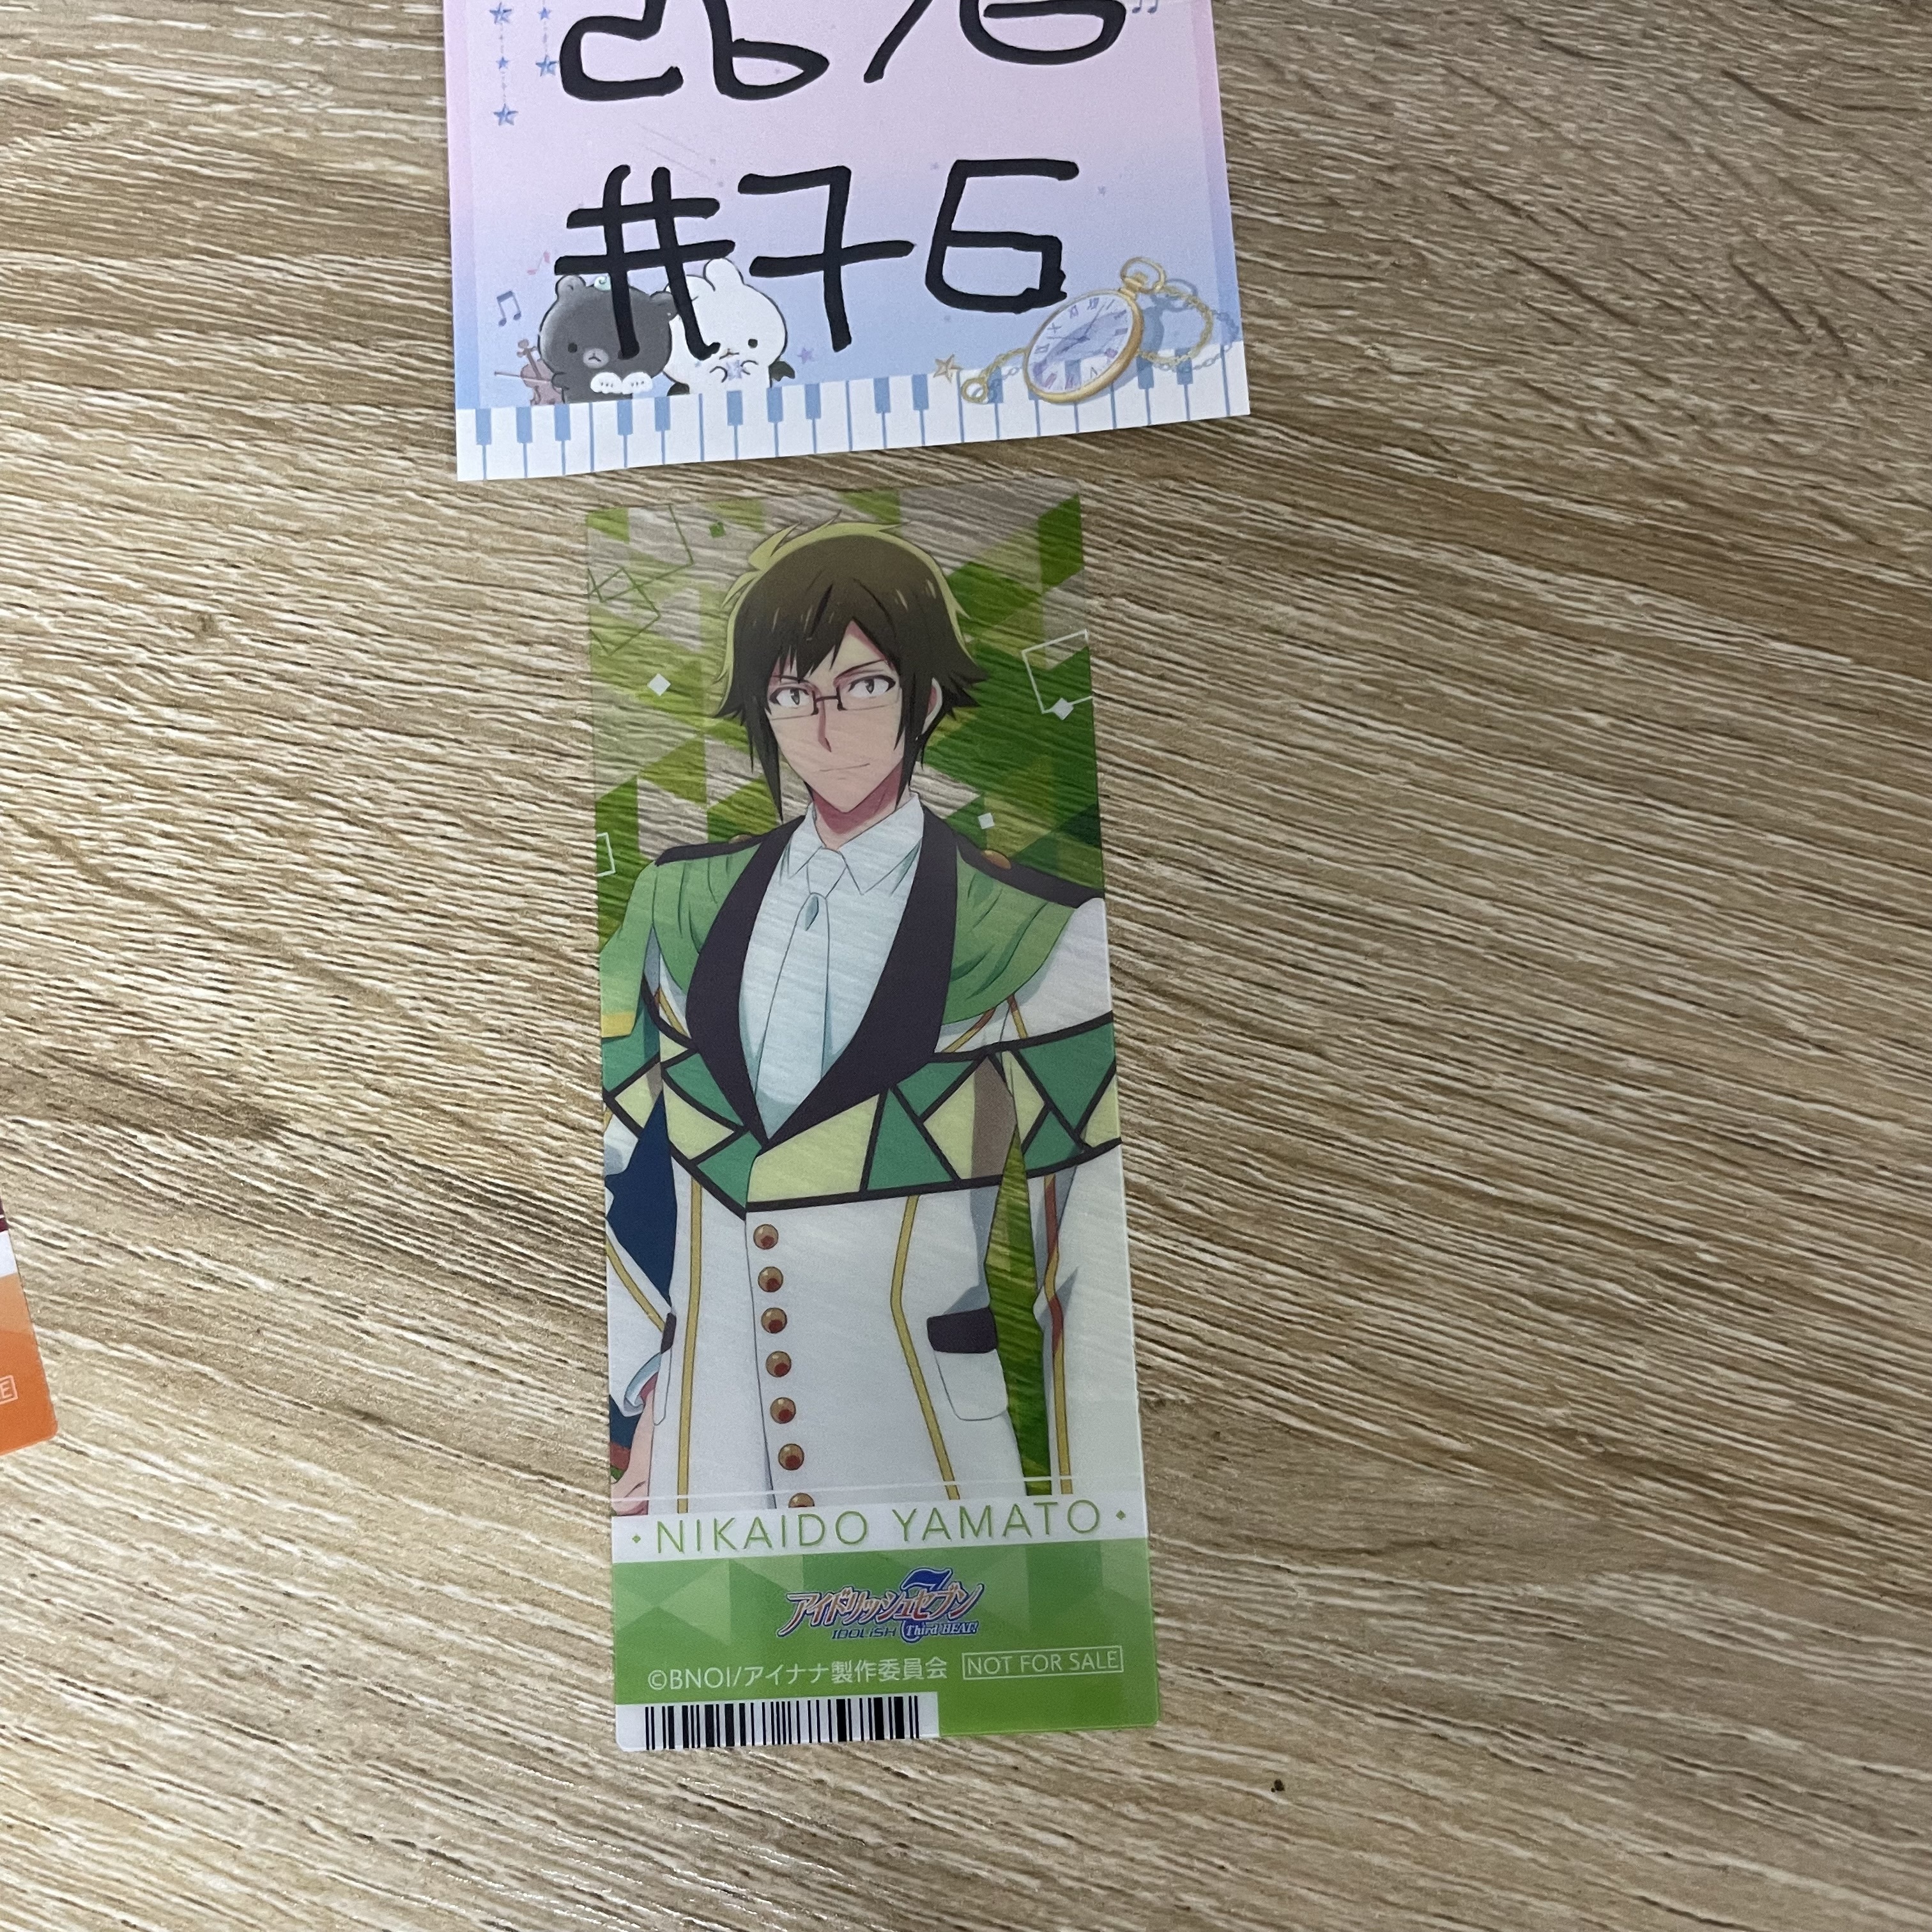 #76
NIKAIDO YAMATO
アイドリッシュセブン
IDOLiSH Third BEAT!
©BNOI/アイナナ製作委員会 NOT FOR SALE